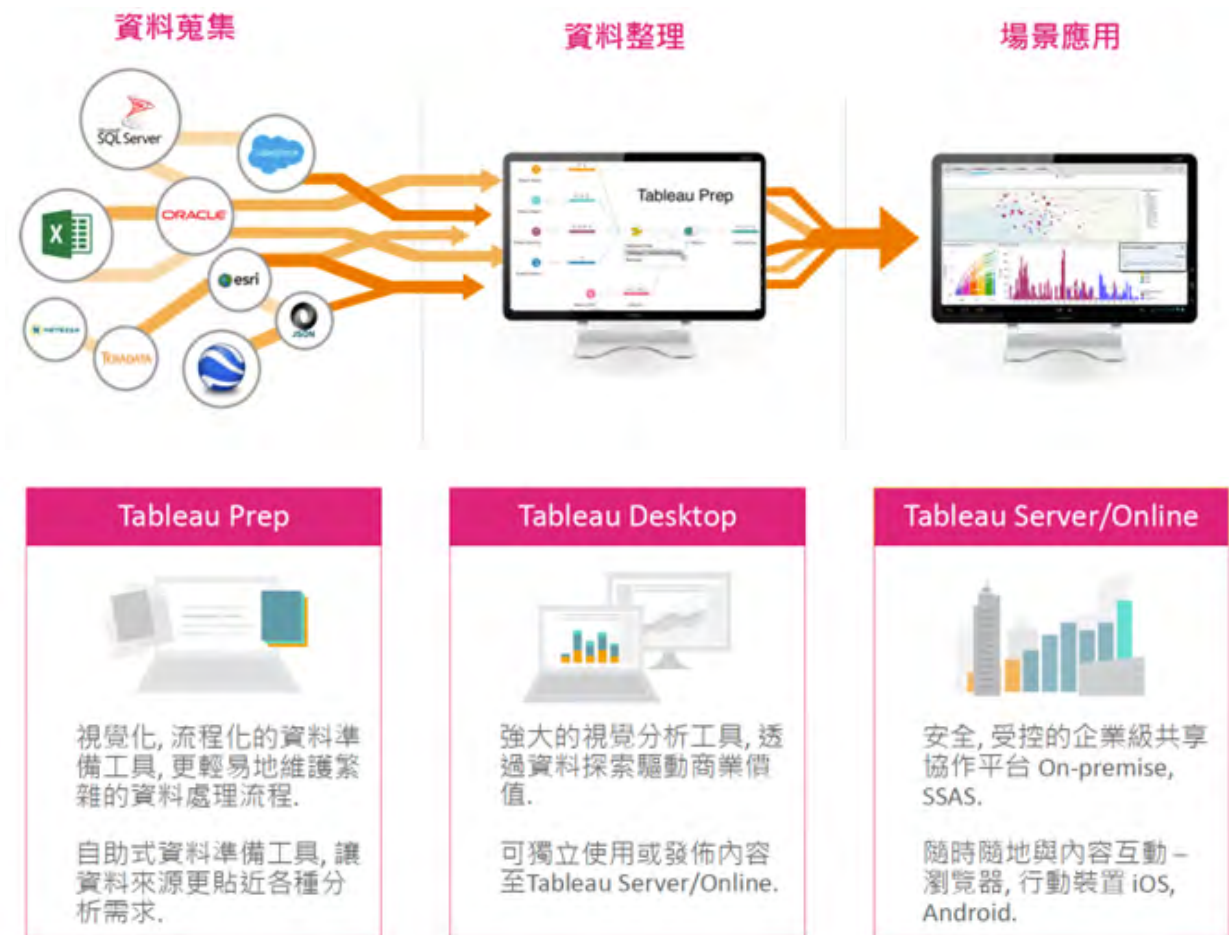 資料蒐集
資料整理
場景應用
Microsoft
SQL Server
salesforce
ORACLE
esri
NETEZZA
JSON
TERADATA
Tableau Prep
Tableau Prep
視覺化, 流程化的資料準
備工具, 更輕易地維護繁
雜的資料處理流程.
自助式資料準備工具, 讓
資料來源更貼近各種分
析需求.
Tableau Desktop
強大的視覺分析工具, 透
過資料探索驅動商業價
值.
可獨立使用或發佈內容
至Tableau Server/Online.
Tableau Server/Online
安全, 受控的企業級共享
協作平台 On-premise,
SSAS.
隨時隨地與內容互動 –
瀏覽器, 行動裝置 iOS,
Android.